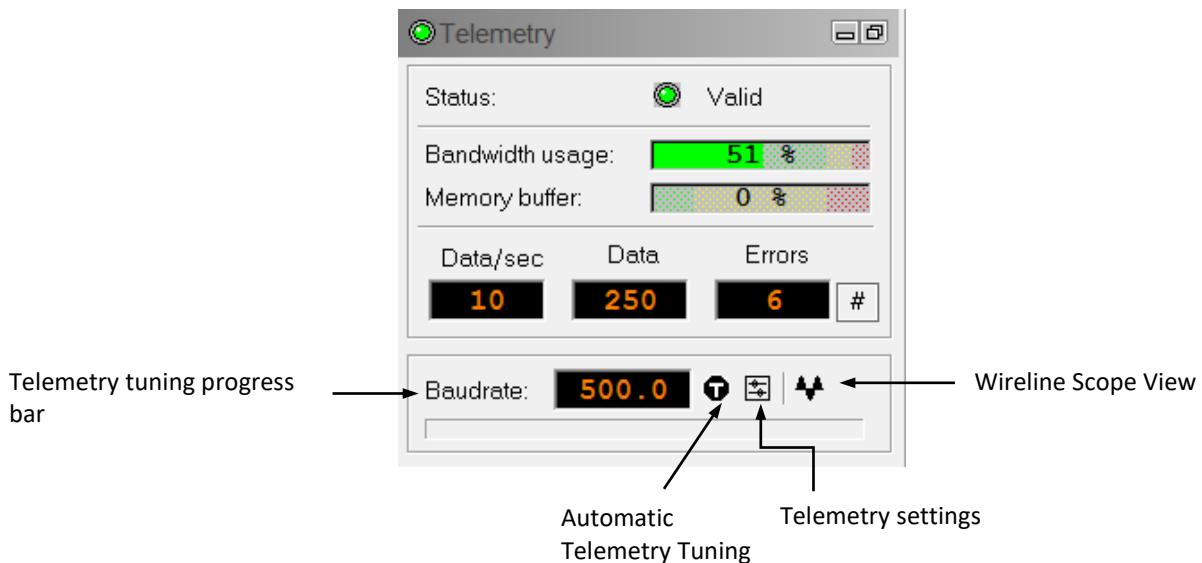 Telemetry
Status: Valid
Bandwidth usage: 51 %
Memory buffer: 0 %
Data/sec Data Errors
10 250 6 #
Telemetry tuning progress
bar
Baudrate: 500.0 T
Wireline Scope View
Automatic
Telemetry Tuning
Telemetry settings